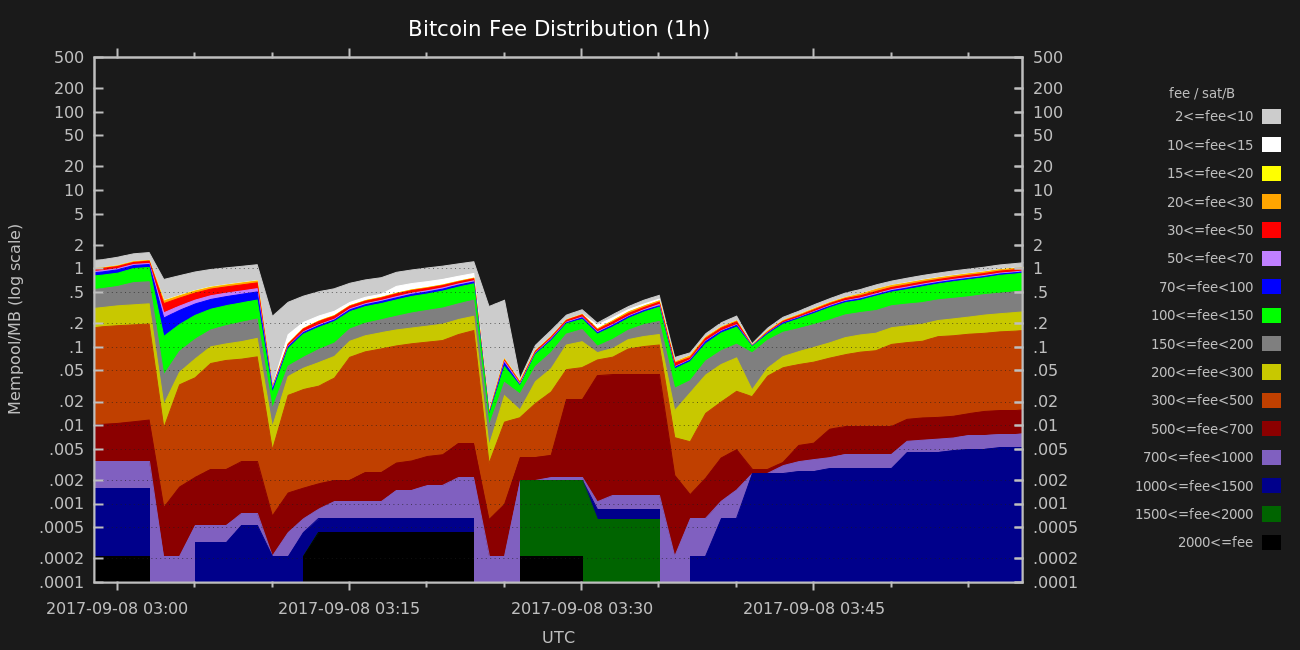 Bitcoin Fee Distribution (1h)
500 500
200 200
100 100
50 50
20 20
10 10
5 5
2 2
1 1
.5 .5
.2 .2
.1 .1
.05 .05
.02 .02
.01 .01
.005 .005
.002 .002
.001 .001
.0005 .0005
.0002 .0002
.0001 .0001
Mempool/MB (log scale)
2017-09-08 03:00 2017-09-08 03:15 2017-09-08 03:30 2017-09-08 03:45
UTC
fee / sat/B
2<=fee<10
10<=fee<15
15<=fee<20
20<=fee<30
30<=fee<50
50<=fee<70
70<=fee<100
100<=fee<150
150<=fee<200
200<=fee<300
300<=fee<500
500<=fee<700
700<=fee<1000
1000<=fee<1500
1500<=fee<2000
2000<=fee